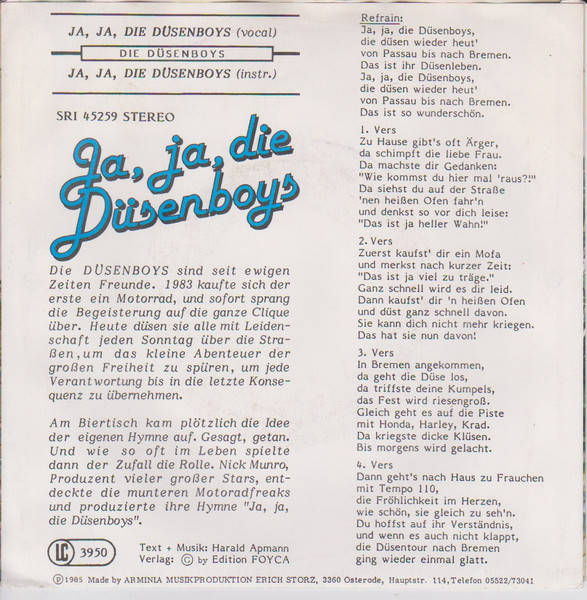 JA, JA, DIE DÜSENBOYS (vocal)
DIE DÜSENBOYS
JA, JA, DIE DÜSENBOYS (instr.)
SRI 45259 STEREO
Ja, ja, die
Düsenboys
Die DÜSENBOYS sind seit ewigen
Zeiten Freunde. 1983 kaufte sich der
erste ein Motorrad, und sofort sprang
die Begeisterung auf die ganze Clique
über. Heute düsen sie alle mit Leiden-
schaft jeden Sonntag über die Stra-
ßen,um das kleine Abenteuer der
großen Freiheit zu spüren, um jede
Verantwortung bis in die letzte Konse-
quenz zu übernehmen.
Am Biertisch kam plötzlich die Idee
der eigenen Hymne auf. Gesagt, getan.
Und wie so oft im Leben spielte
dann der Zufall die Rolle. Nick Munro,
Produzent vieler großer Stars, ent-
deckte die munteren Motoradfreaks
und produzierte ihre Hymne "Ja, ja,
die Düsenboys".
LC 3950
Text + Musik: Harald Apmann
Verlag: © by Edition FOYCA
Refrain:
Ja, ja, die Düsenboys,
die düsen wieder heut'
von Passau bis nach Bremen.
Das ist ihr Düsenleben.
Ja, ja, die Düsenboys,
die düsen wieder heut'
von Passau bis nach Bremen.
Das ist so wunderschön.
1. Vers
Zu Hause gibt's oft Ärger,
da schimpft die liebe Frau.
Da machste dir Gedanken:
"Wie kommst du hier mal 'raus?!"
Da siehst du auf der Straße
'nen heißen Ofen fahr'n
und denkst so vor dich leise:
"Das ist ja heller Wahn!"
2. Vers
Zuerst kaufst' dir ein Mofa
und merkst nach kurzer Zeit:
"Das ist ja viel zu träge."
Ganz schnell wird es dir leid.
Dann kaufst' dir 'n heißen Ofen
und düst ganz schnell davon.
Sie kann dich nicht mehr kriegen.
Das hat sie nun davon!
3. Vers
In Bremen angekommen,
da geht die Düse los,
da triffste deine Kumpels,
das Fest wird riesengroß.
Gleich geht es auf die Piste
mit Honda, Harley, Krad.
Da kriegste dicke Klüsen.
Bis morgens wird gelacht.
4. Vers
Dann geht's nach Haus zu Frauchen
mit Tempo 110,
die Fröhlichkeit im Herzen,
wie schön, sie gleich zu seh'n.
Du hoffst auf ihr Verständnis,
und wenn es auch nicht klappt,
die Düsentour nach Bremen
ging wieder einmal glatt.
Ⓟ1985 Made by ARMINIA MUSIKPRODUKTION ERICH STORZ, 3360 Osterode, Hauptstr. 114,Telefon 05522/73041